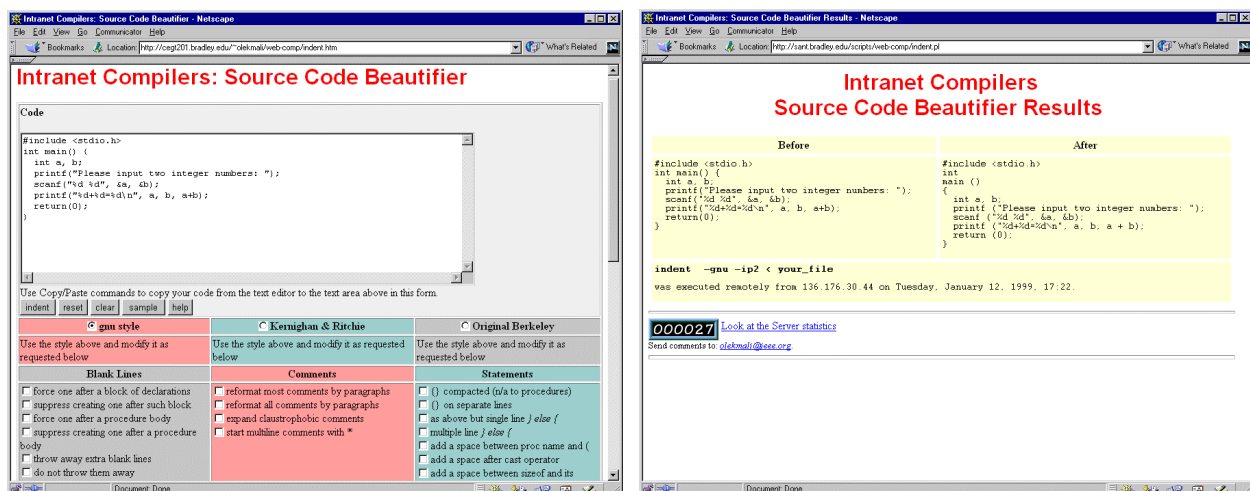 Intranet Compilers: Source Code Beautifier - Netscape
File Edit View Go Communicator Help
Bookmarks Location: http://cegt201.bradley.edu/~olekmali/web-comp/indent.htm What's Related
Intranet Compilers: Source Code Beautifier
Code
#include <stdio.h>
int main() {
  int a, b;
  printf("Please input two integer numbers: ");
  scanf("%d %d", &a, &b);
  printf("%d+%d=%d\n", a, b, a+b);
  return(0);
}
Use Copy/Paste commands to copy your code from the text editor to the text area above in this form.
indent reset clear sample help
gnu style Kernighan & Ritchie Original Berkeley
Use the style above and modify it as requested below
Use the style above and modify it as requested below
Use the style above and modify it as requested below
Blank Lines
force one after a block of declarations
suppress creating one after such block
force one after a procedure body
suppress creating one after a procedure
body
throw away extra blank lines
do not throw them away
Comments
reformat most comments by paragraphs
reformat all comments by paragraphs
expand claustrophobic comments
start multiline comments with *
Statements
{} compacted (n/a to procedures)
{} on separate lines
as above but single line } else {
multiple line } else {
add a space between proc name and (
add a space after cast operator
add a space between sizeof and its
Document: Done
Intranet Compilers: Source Code Beautifier Results - Netscape
File Edit View Go Communicator Help
Bookmarks Location: http://sant.bradley.edu/scripts/web-comp/indent.pl What's Related
Intranet Compilers
Source Code Beautifier Results
Before
#include <stdio.h>
int main() {
  int a, b;
  printf("Please input two integer numbers: ");
  scanf("%d %d", &a, &b);
  printf("%d+%d=%d\n", a, b, a+b);
  return(0);
}
After
#include <stdio.h>
int
main ()
{
  int a, b;
  printf ("Please input two integer numbers: ");
  scanf ("%d %d", &a, &b);
  printf ("%d+%d=%d\n", a, b, a + b);
  return (0);
}
indent -gnu -ip2 < your_file
was executed remotely from 136.176.30.44 on Tuesday, January 12, 1999, 17:22.
000027 Look at the Server statistics
Send comments to: olekmali@ieee.org.
Document: Done